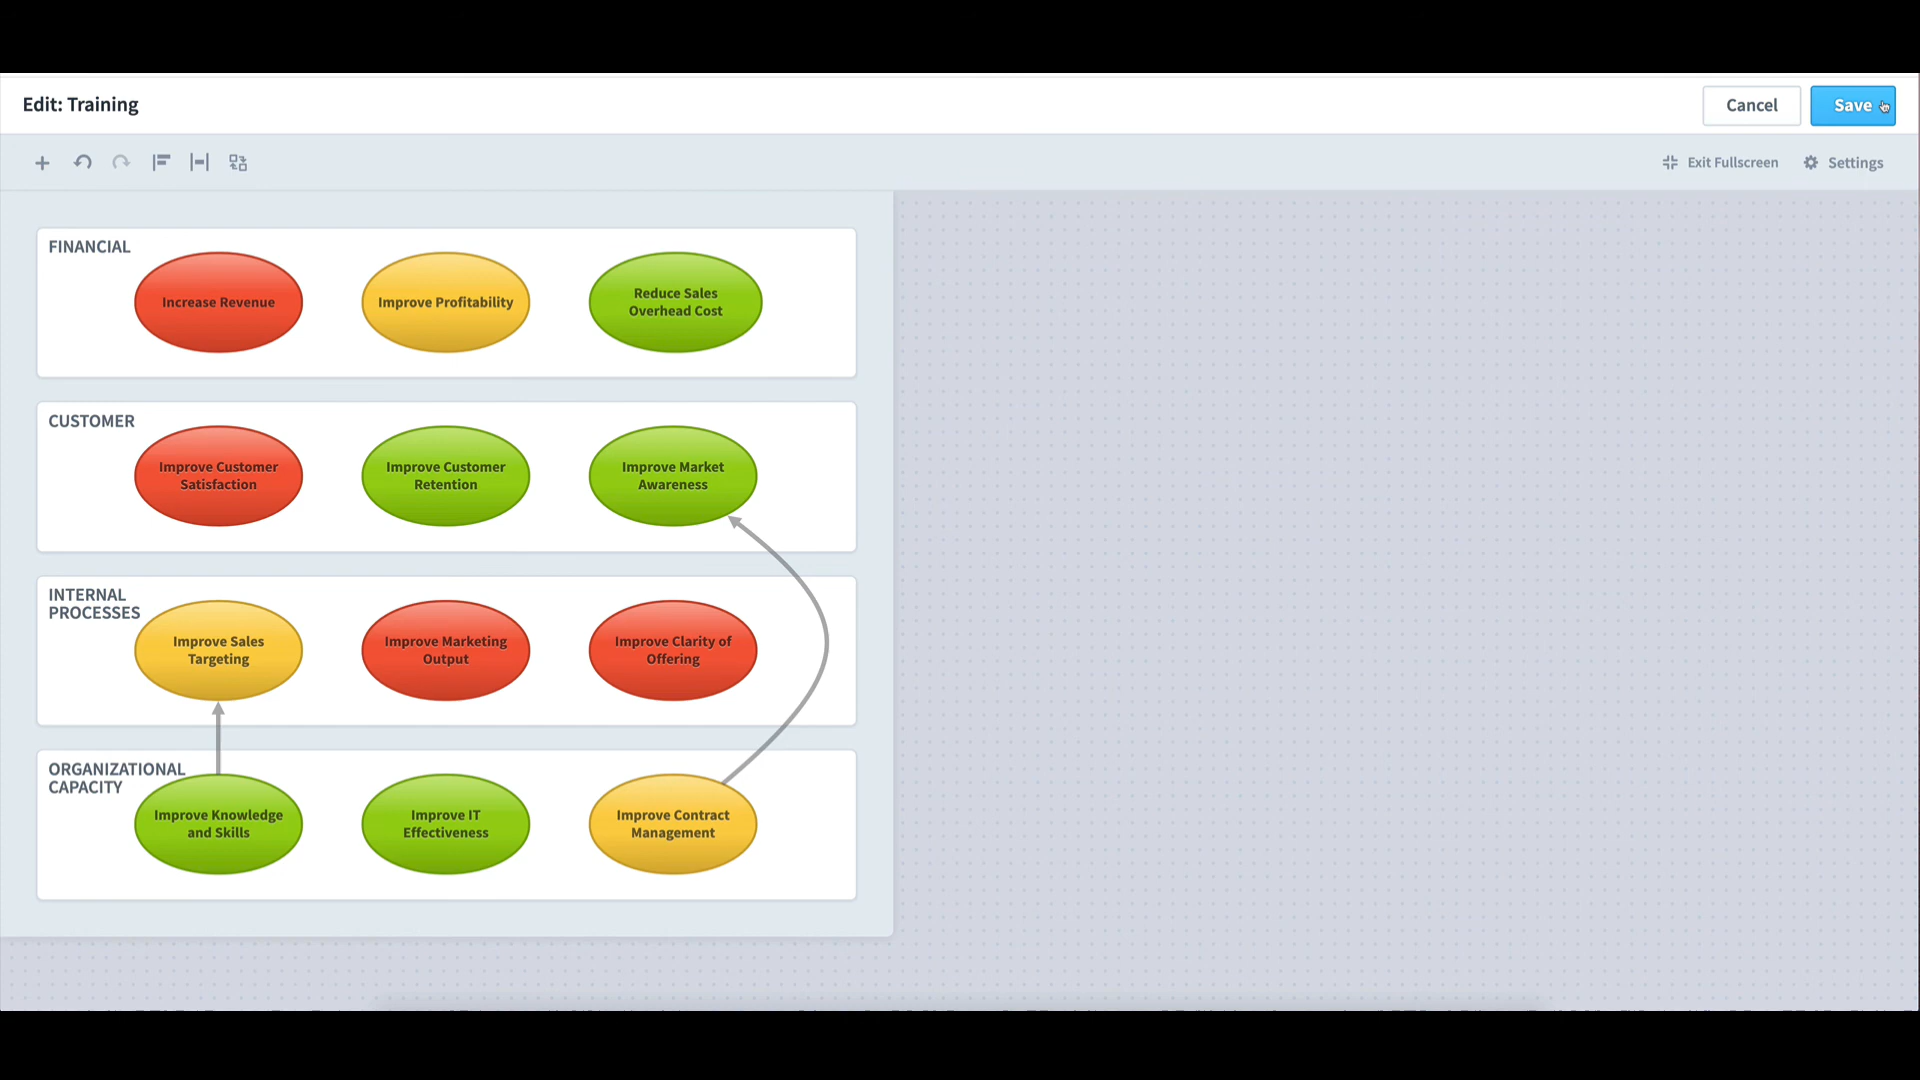 Edit: Training
Cancel
Save
Exit Fullscreen
Settings
FINANCIAL
Increase Revenue
Improve Profitability
Reduce Sales
Overhead Cost
CUSTOMER
Improve Customer
Satisfaction
Improve Customer
Retention
Improve Market
Awareness
INTERNAL
PROCESSES
Improve Sales
Targeting
Improve Marketing
Output
Improve Clarity of
Offering
ORGANIZATIONAL
CAPACITY
Improve Knowledge
and Skills
Improve IT
Effectiveness
Improve Contract
Management